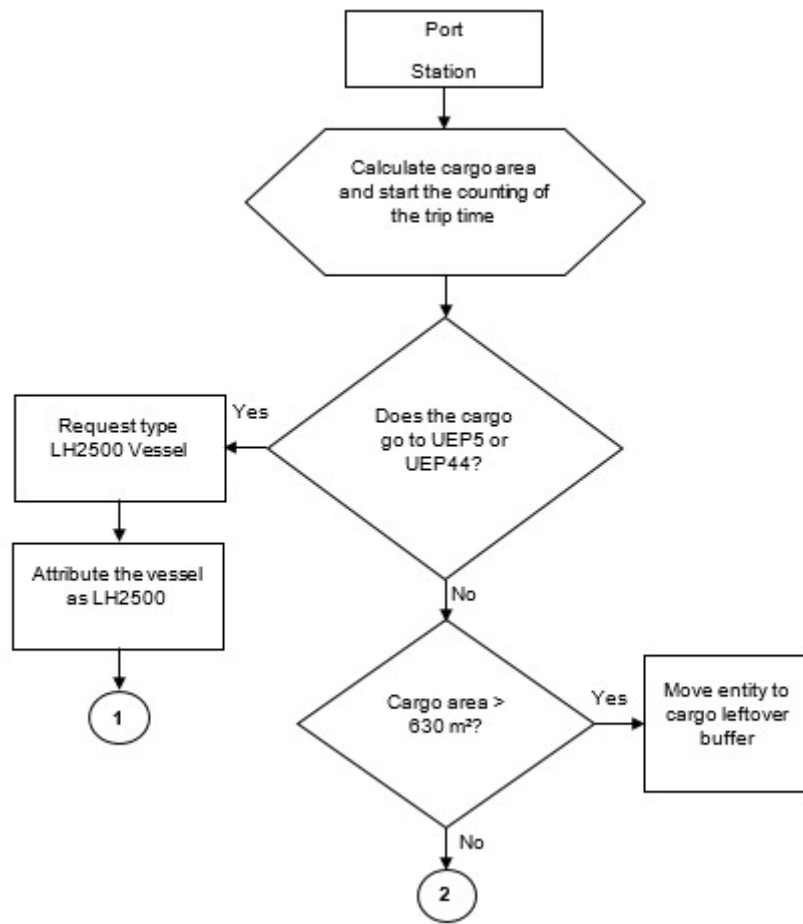 Port
Station
Calculate cargo area
and start the counting of
the trip time
Does the cargo
go to UEP5 or
UEP44?
Yes
Request type
LH2500 Vessel
Attribute the vessel
as LH2500
1
No
Cargo area >
630 m²?
Yes
Move entity to
cargo leftover
buffer
No
2